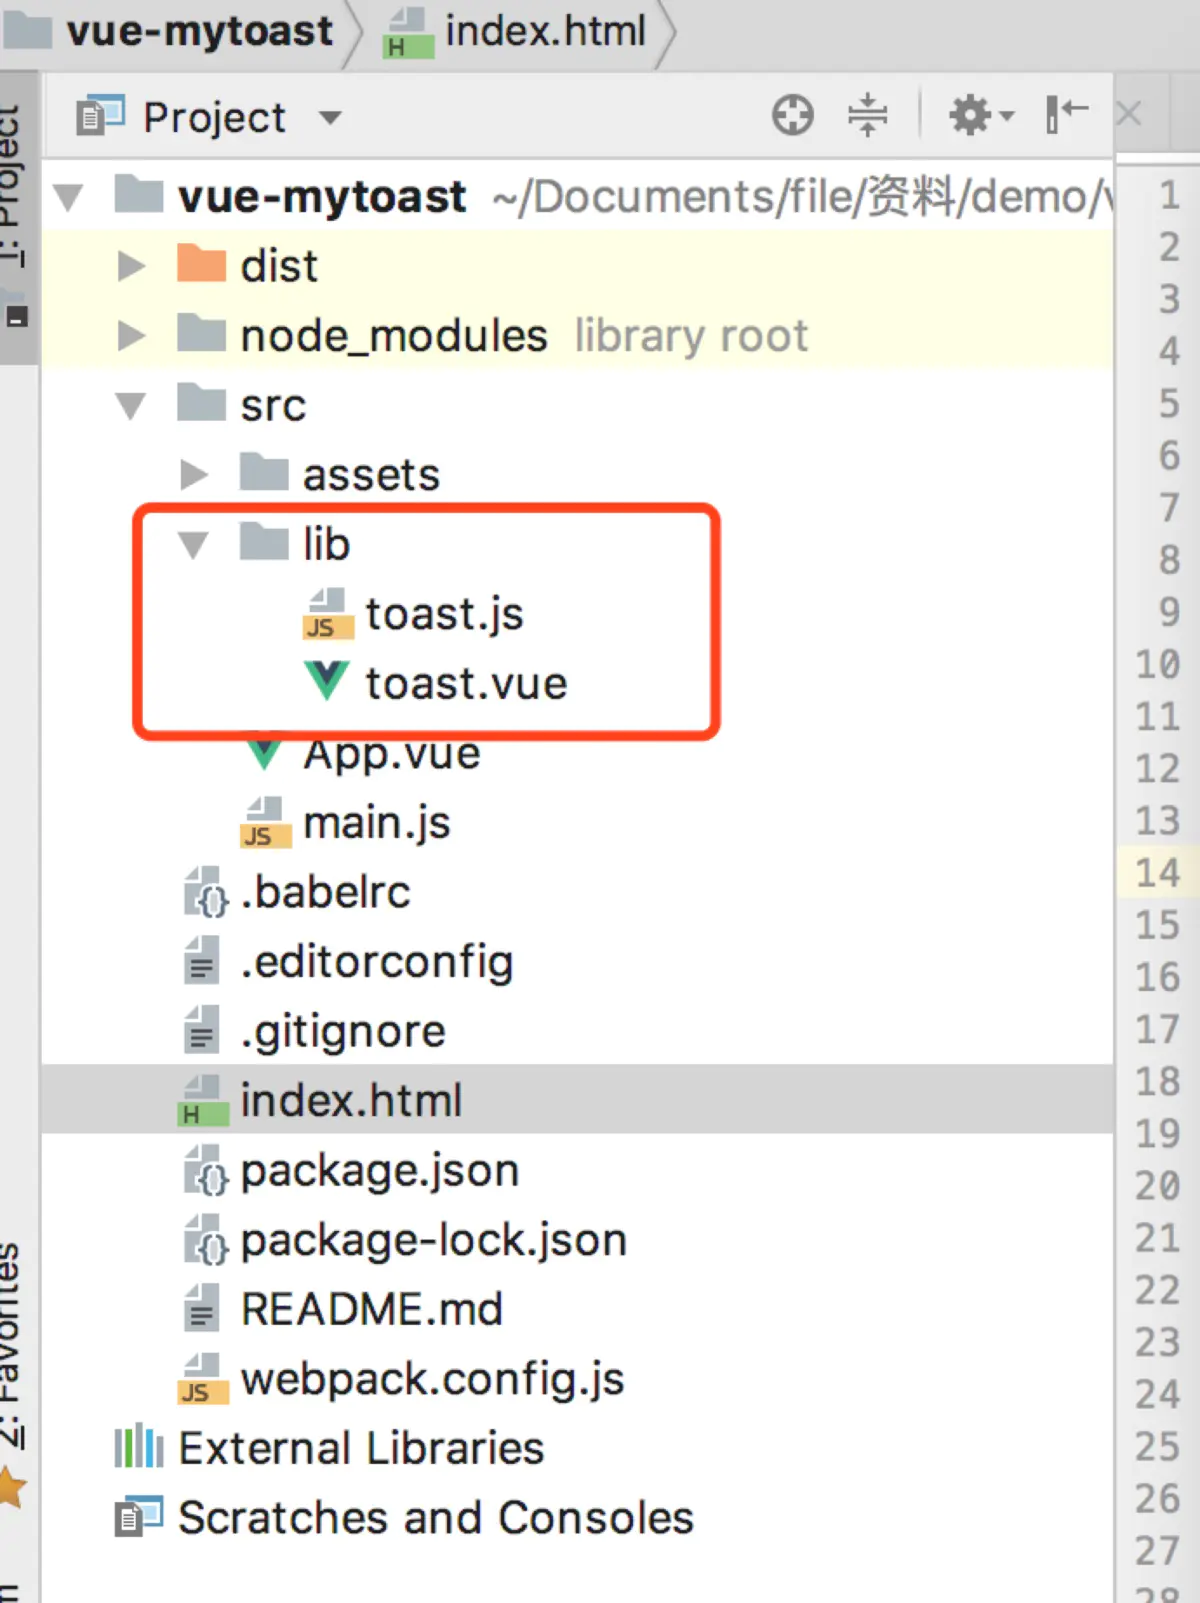 vue-mytoast index.html
Project
1: Project
vue-mytoast ~/Documents/file/资料/demo/v
dist
node_modules library root
src
assets
lib
JS toast.js
toast.vue
App.vue
JS main.js
.babelrc
.editorconfig
.gitignore
H index.html
package.json
package-lock.json
README.md
JS webpack.config.js
External Libraries
Scratches and Consoles
2: Favorites
1
2
3
4
5
6
7
8
9
10
11
12
13
14
15
16
17
18
19
20
21
22
23
24
25
26
27
28